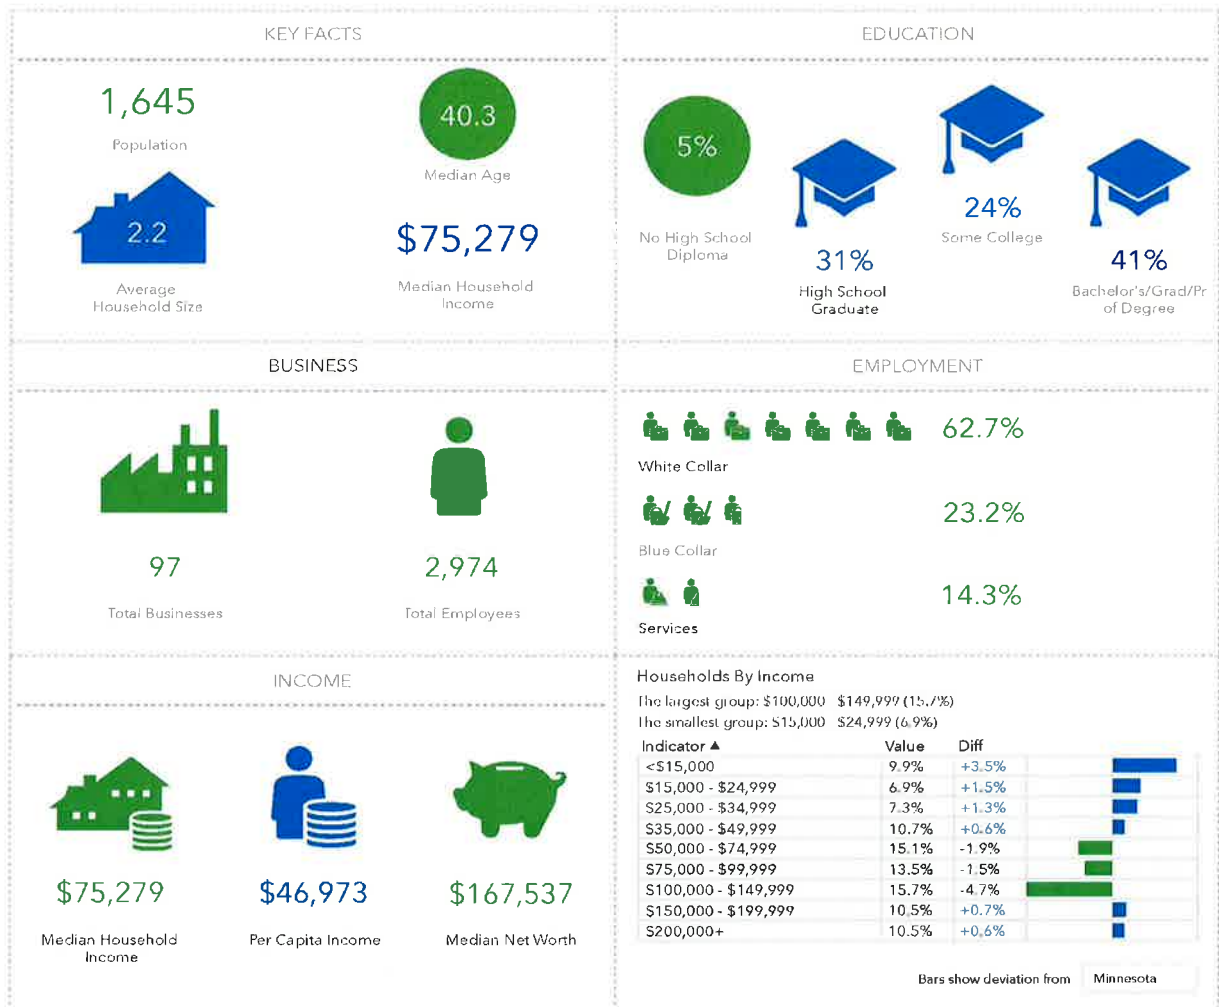 KEY FACTS
1,645
Population
40.3
Median Age
2.2
Average
Household Size
$75,279
Median Household
Income
EDUCATION
5%
No High School
Diploma
31%
High School
Graduate
24%
Some College
41%
Bachelor's/Grad/Pr
of Degree
BUSINESS
97
Total Businesses
2,974
Total Employees
EMPLOYMENT
62.7%
White Collar
23.2%
Blue Collar
14.3%
Services
INCOME
$75,279
Median Household
Income
$46,973
Per Capita Income
$167,537
Median Net Worth
Households By Income
The largest group: $100,000 $149,999 (15.7%)
The smallest group: $15,000 $24,999 (6.9%)
Indicator ▲ Value Diff
<$15,000 9.9% +3.5%
$15,000 - $24,999 6.9% +1.5%
$25,000 - $34,999 7.3% +1.3%
$35,000 - $49,999 10.7% +0.6%
$50,000 - $74,999 15.1% -1.9%
$75,000 - $99,999 13.5% -1.5%
$100,000 - $149,999 15.7% -4.7%
$150,000 - $199,999 10.5% +0.7%
$200,000+ 10.5% +0.6%
Bars show deviation from Minnesota